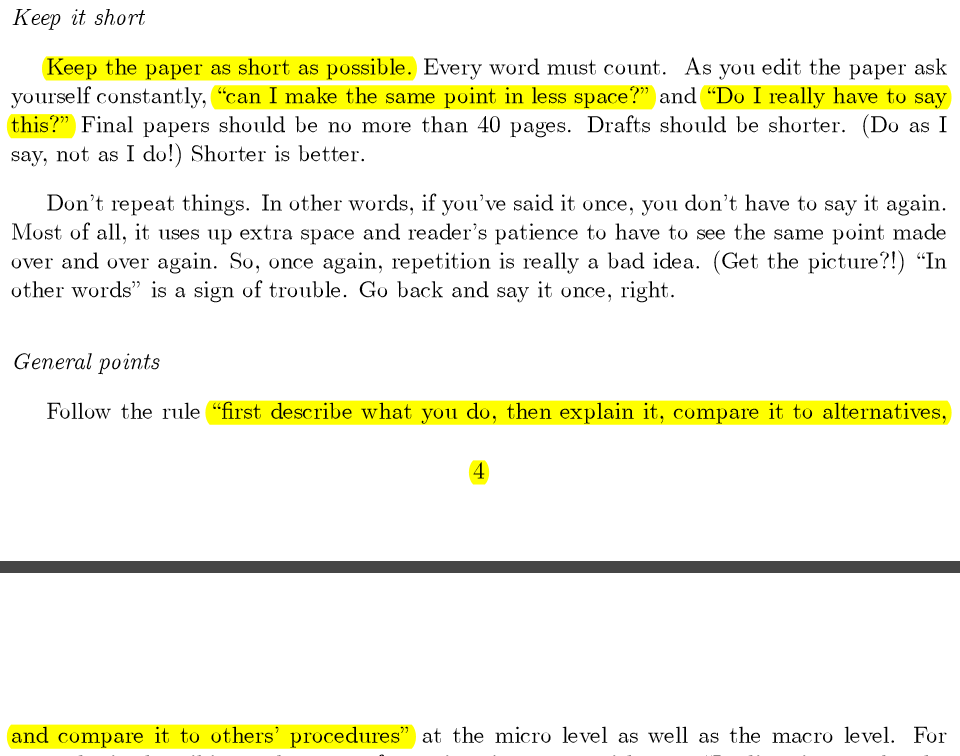 Keep it short
Keep the paper as short as possible. Every word must count. As you edit the paper ask
yourself constantly, “can I make the same point in less space?” and “Do I really have to say
this?” Final papers should be no more than 40 pages. Drafts should be shorter. (Do as I
say, not as I do!) Shorter is better.
Don’t repeat things. In other words, if you’ve said it once, you don’t have to say it again.
Most of all, it uses up extra space and reader’s patience to have to see the same point made
over and over again. So, once again, repetition is really a bad idea. (Get the picture?!) “In
other words” is a sign of trouble. Go back and say it once, right.
General points
Follow the rule “first describe what you do, then explain it, compare it to alternatives,
4
and compare it to others’ procedures” at the micro level as well as the macro level. For